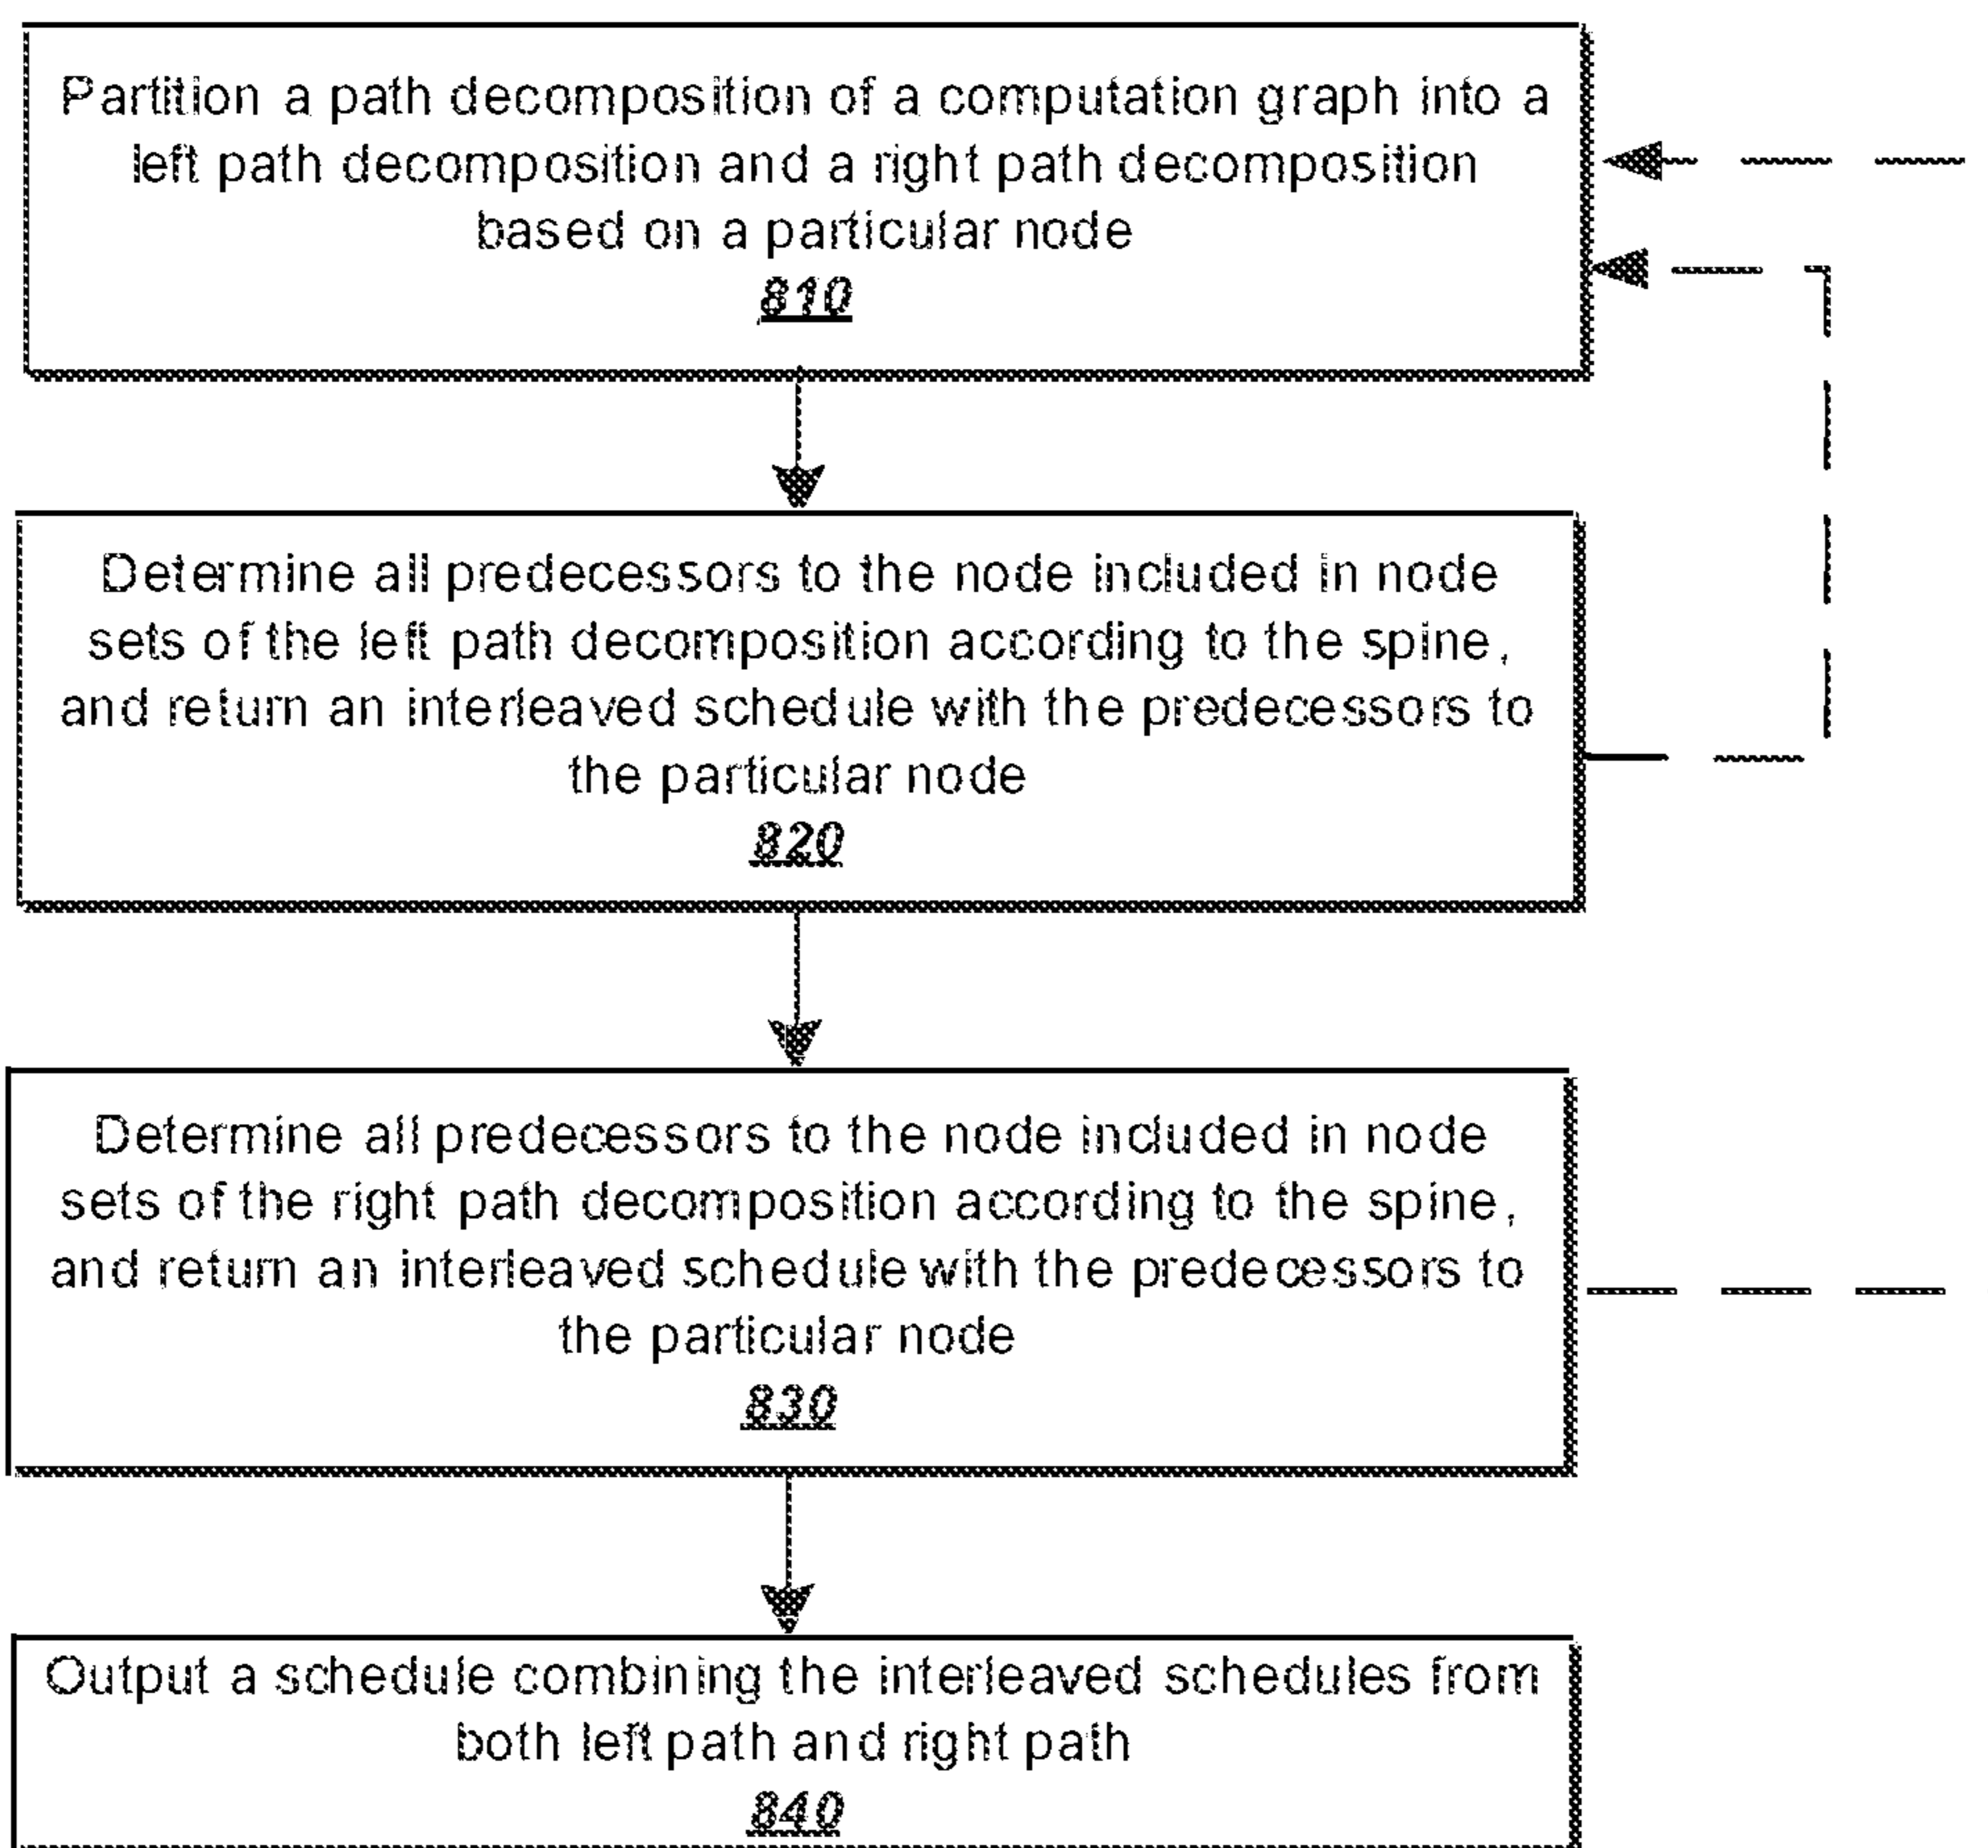 Partition a path decomposition of a computation graph into a
left path decomposition and a right path decomposition
based on a particular node
810
Determine all predecessors to the node included in node
sets of the left path decomposition according to the spine,
and return an interleaved schedule with the predecessors to
the particular node
820
Determine all predecessors to the node included in node
sets of the right path decomposition according to the spine,
and return an interleaved schedule with the predecessors to
the particular node
830
Output a schedule combining the interleaved schedules from
both left path and right path
840